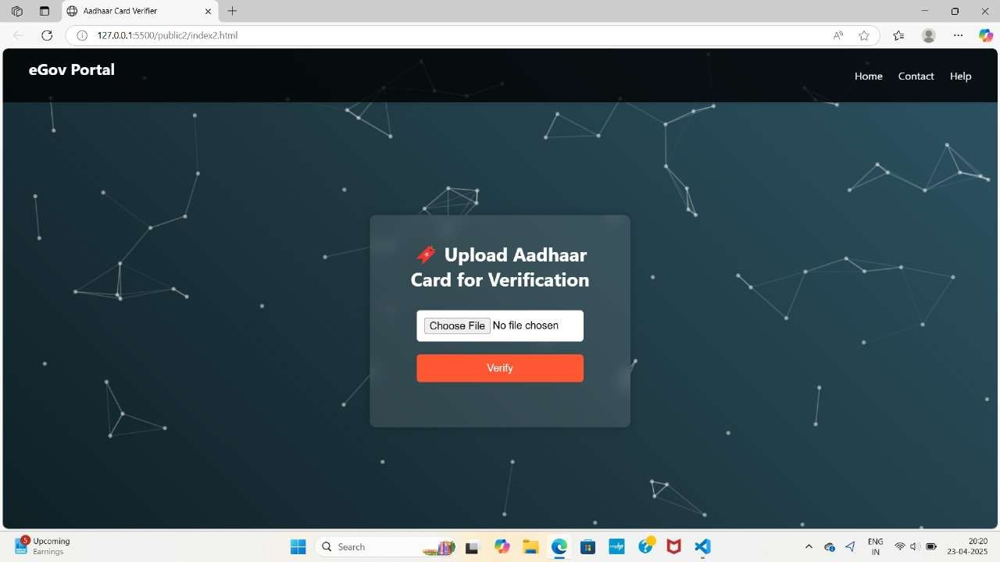 Aadhaar Card Verifier
127.0.0.1:5500/public2/index2.html
eGov Portal
Home Contact Help
Upload Aadhaar
Card for Verification
Choose File No file chosen
Verify
5
Upcoming
Earnings
Search
myhp
ENG
IN
20:20
23-04-2025